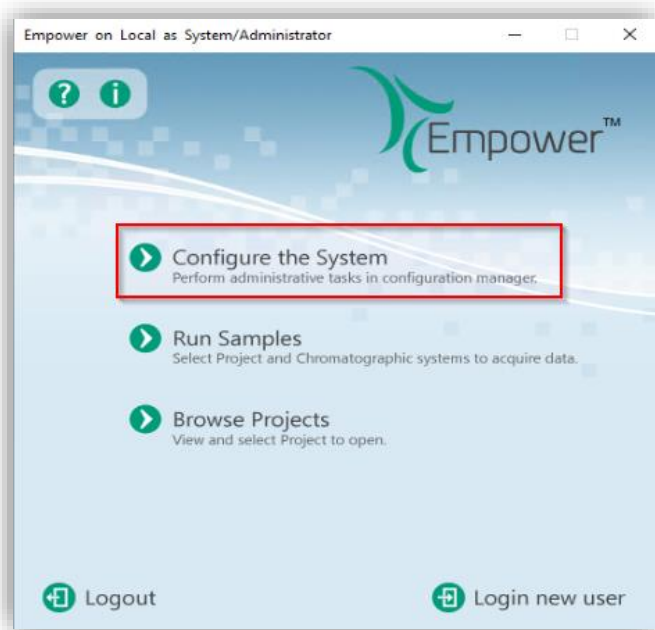 Empower on Local as System/Administrator
Empower™
Configure the System
Perform administrative tasks in configuration manager.
Run Samples
Select Project and Chromatographic systems to acquire data.
Browse Projects
View and select Project to open.
Logout
Login new user